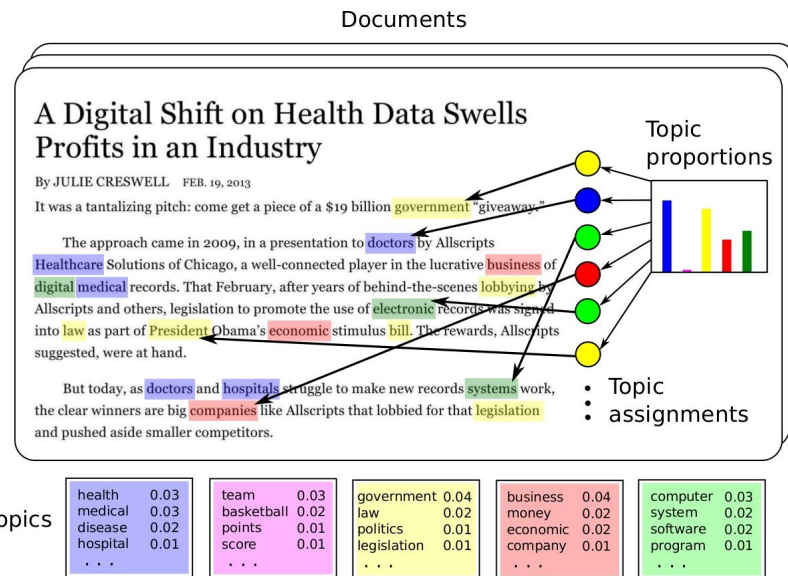 Documents
A Digital Shift on Health Data Swells
Profits in an Industry
By JULIE CRESWELL FEB. 19, 2013
It was a tantalizing pitch: come get a piece of a $19 billion government “giveaway.”
The approach came in 2009, in a presentation to doctors by Allscripts
Healthcare Solutions of Chicago, a well-connected player in the lucrative business of
digital medical records. That February, after years of behind-the-scenes lobbying by
Allscripts and others, legislation to promote the use of electronic records was signed
into law as part of President Obama’s economic stimulus bill. The rewards, Allscripts
suggested, were at hand.
But today, as doctors and hospitals struggle to make new records systems work,
the clear winners are big companies like Allscripts that lobbied for that legislation
and pushed aside smaller competitors.
Topic
proportions
Topic
assignments
opics
health 0.03
medical 0.03
disease 0.02
hospital 0.01
. . .
team 0.03
basketball 0.02
points 0.01
score 0.01
. . .
government 0.04
law 0.02
politics 0.01
legislation 0.01
. . .
business 0.04
money 0.02
economic 0.02
company 0.01
. . .
computer 0.03
system 0.02
software 0.02
program 0.01
. . .